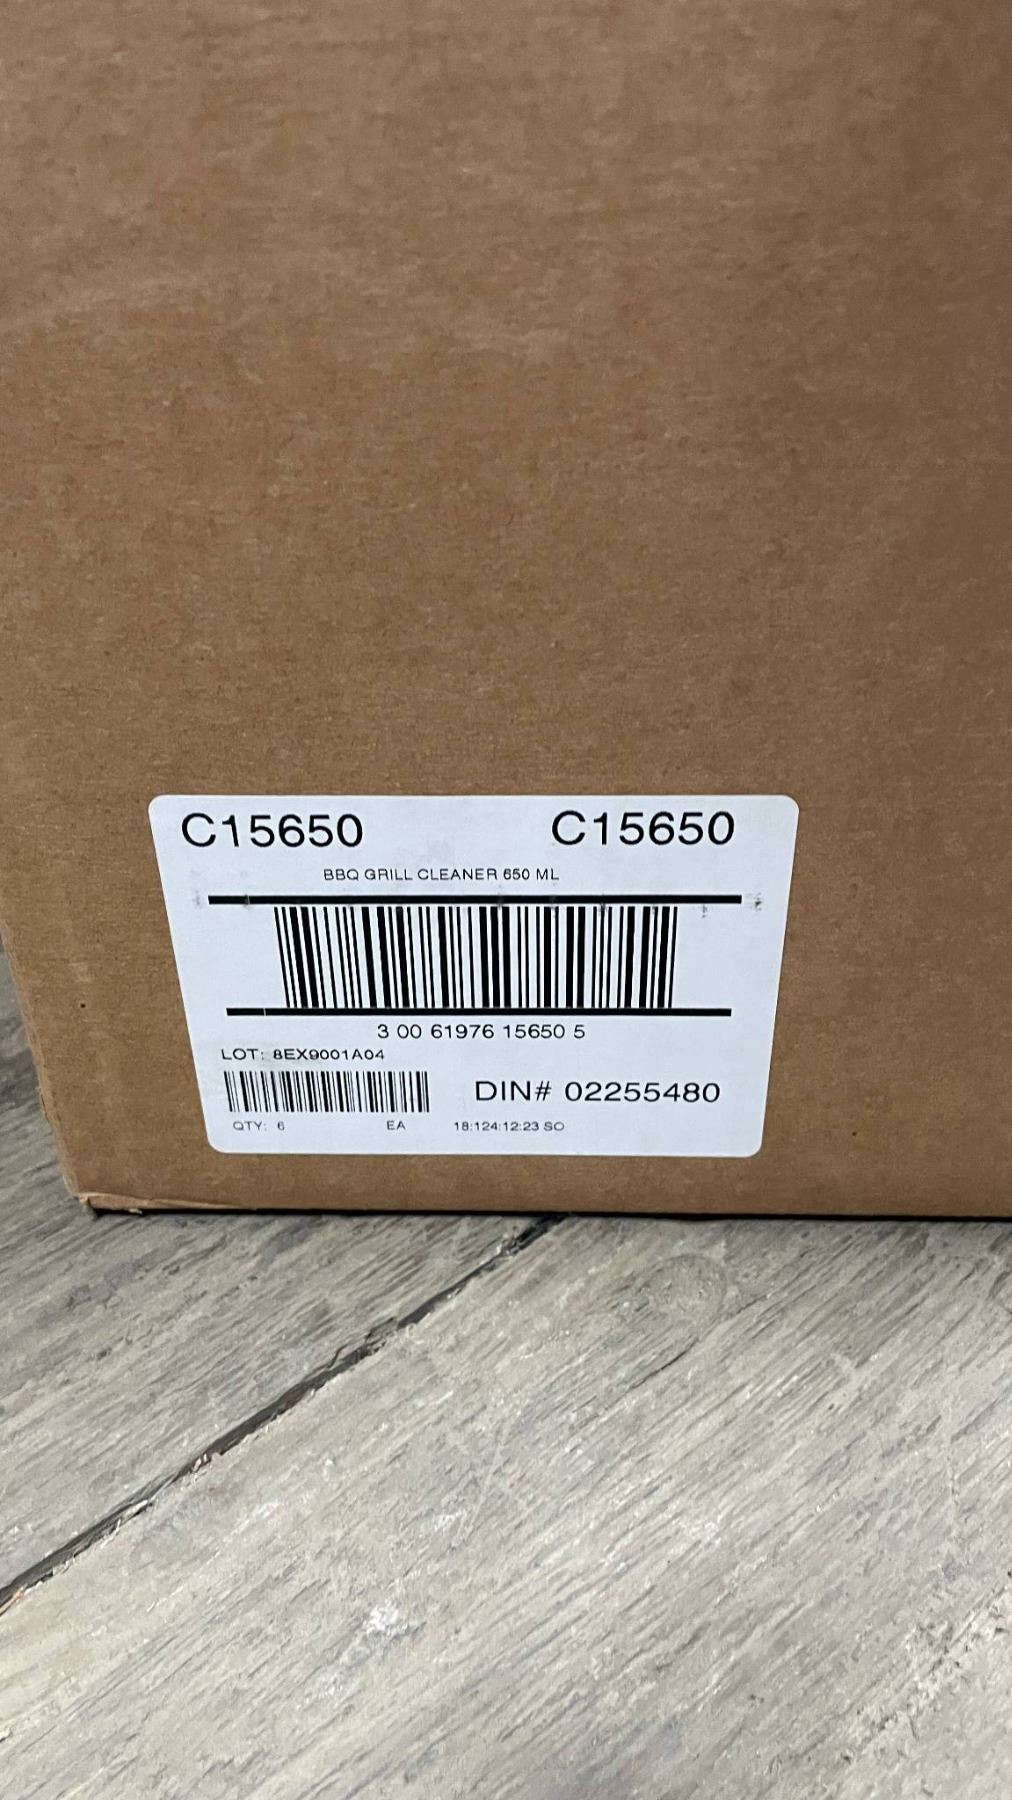 C15650 C15650
BBQ GRILL CLEANER 650 ML
3 00 61976 15650 5
LOT: 8EX9001A04
DIN# 02255480
QTY: 6 EA 18:124:12:23 SO